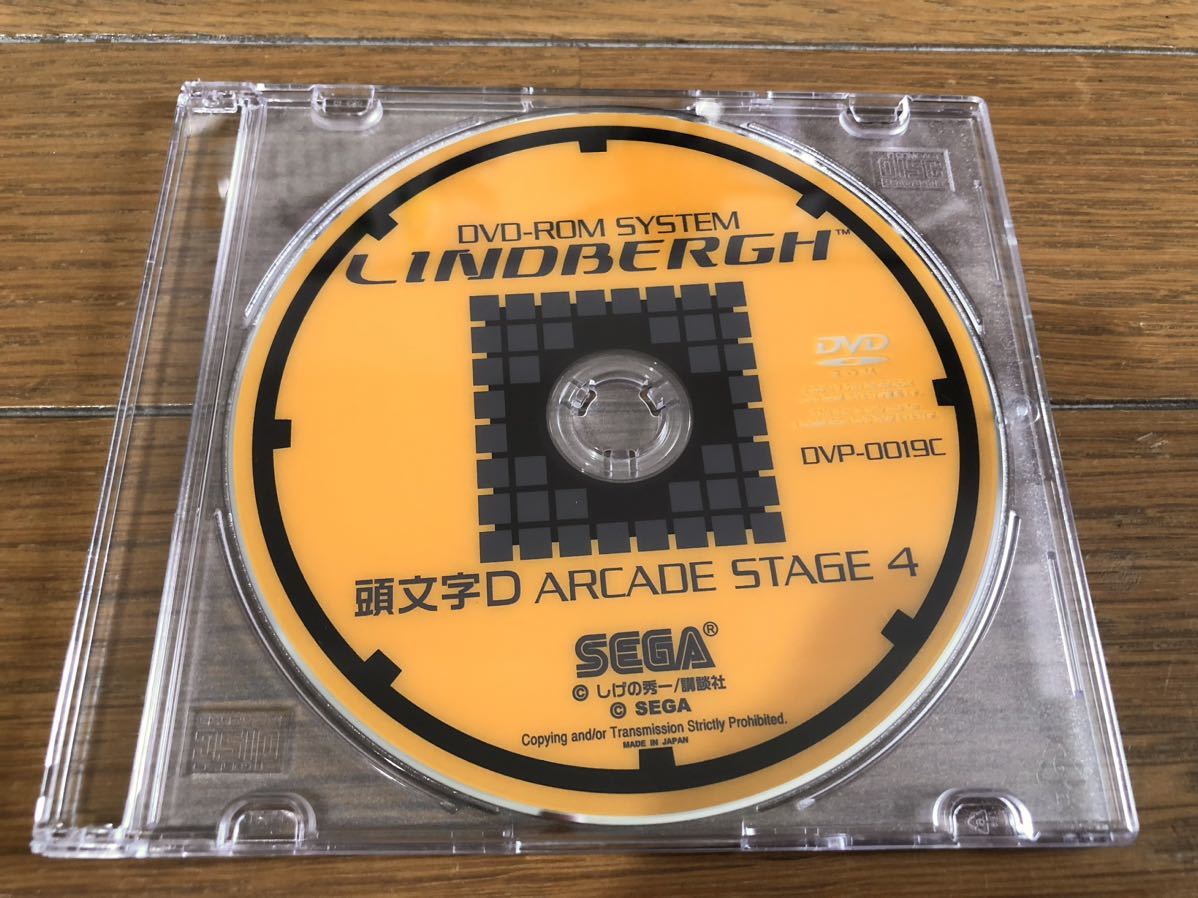 DVD-ROM SYSTEM
LINDBERGH™
DVD
DVP-0019C
頭文字D ARCADE STAGE 4
SEGA®
© しげの秀一/講談社
© SEGA
Copying and/or Transmission Strictly Prohibited.
MADE IN JAPAN